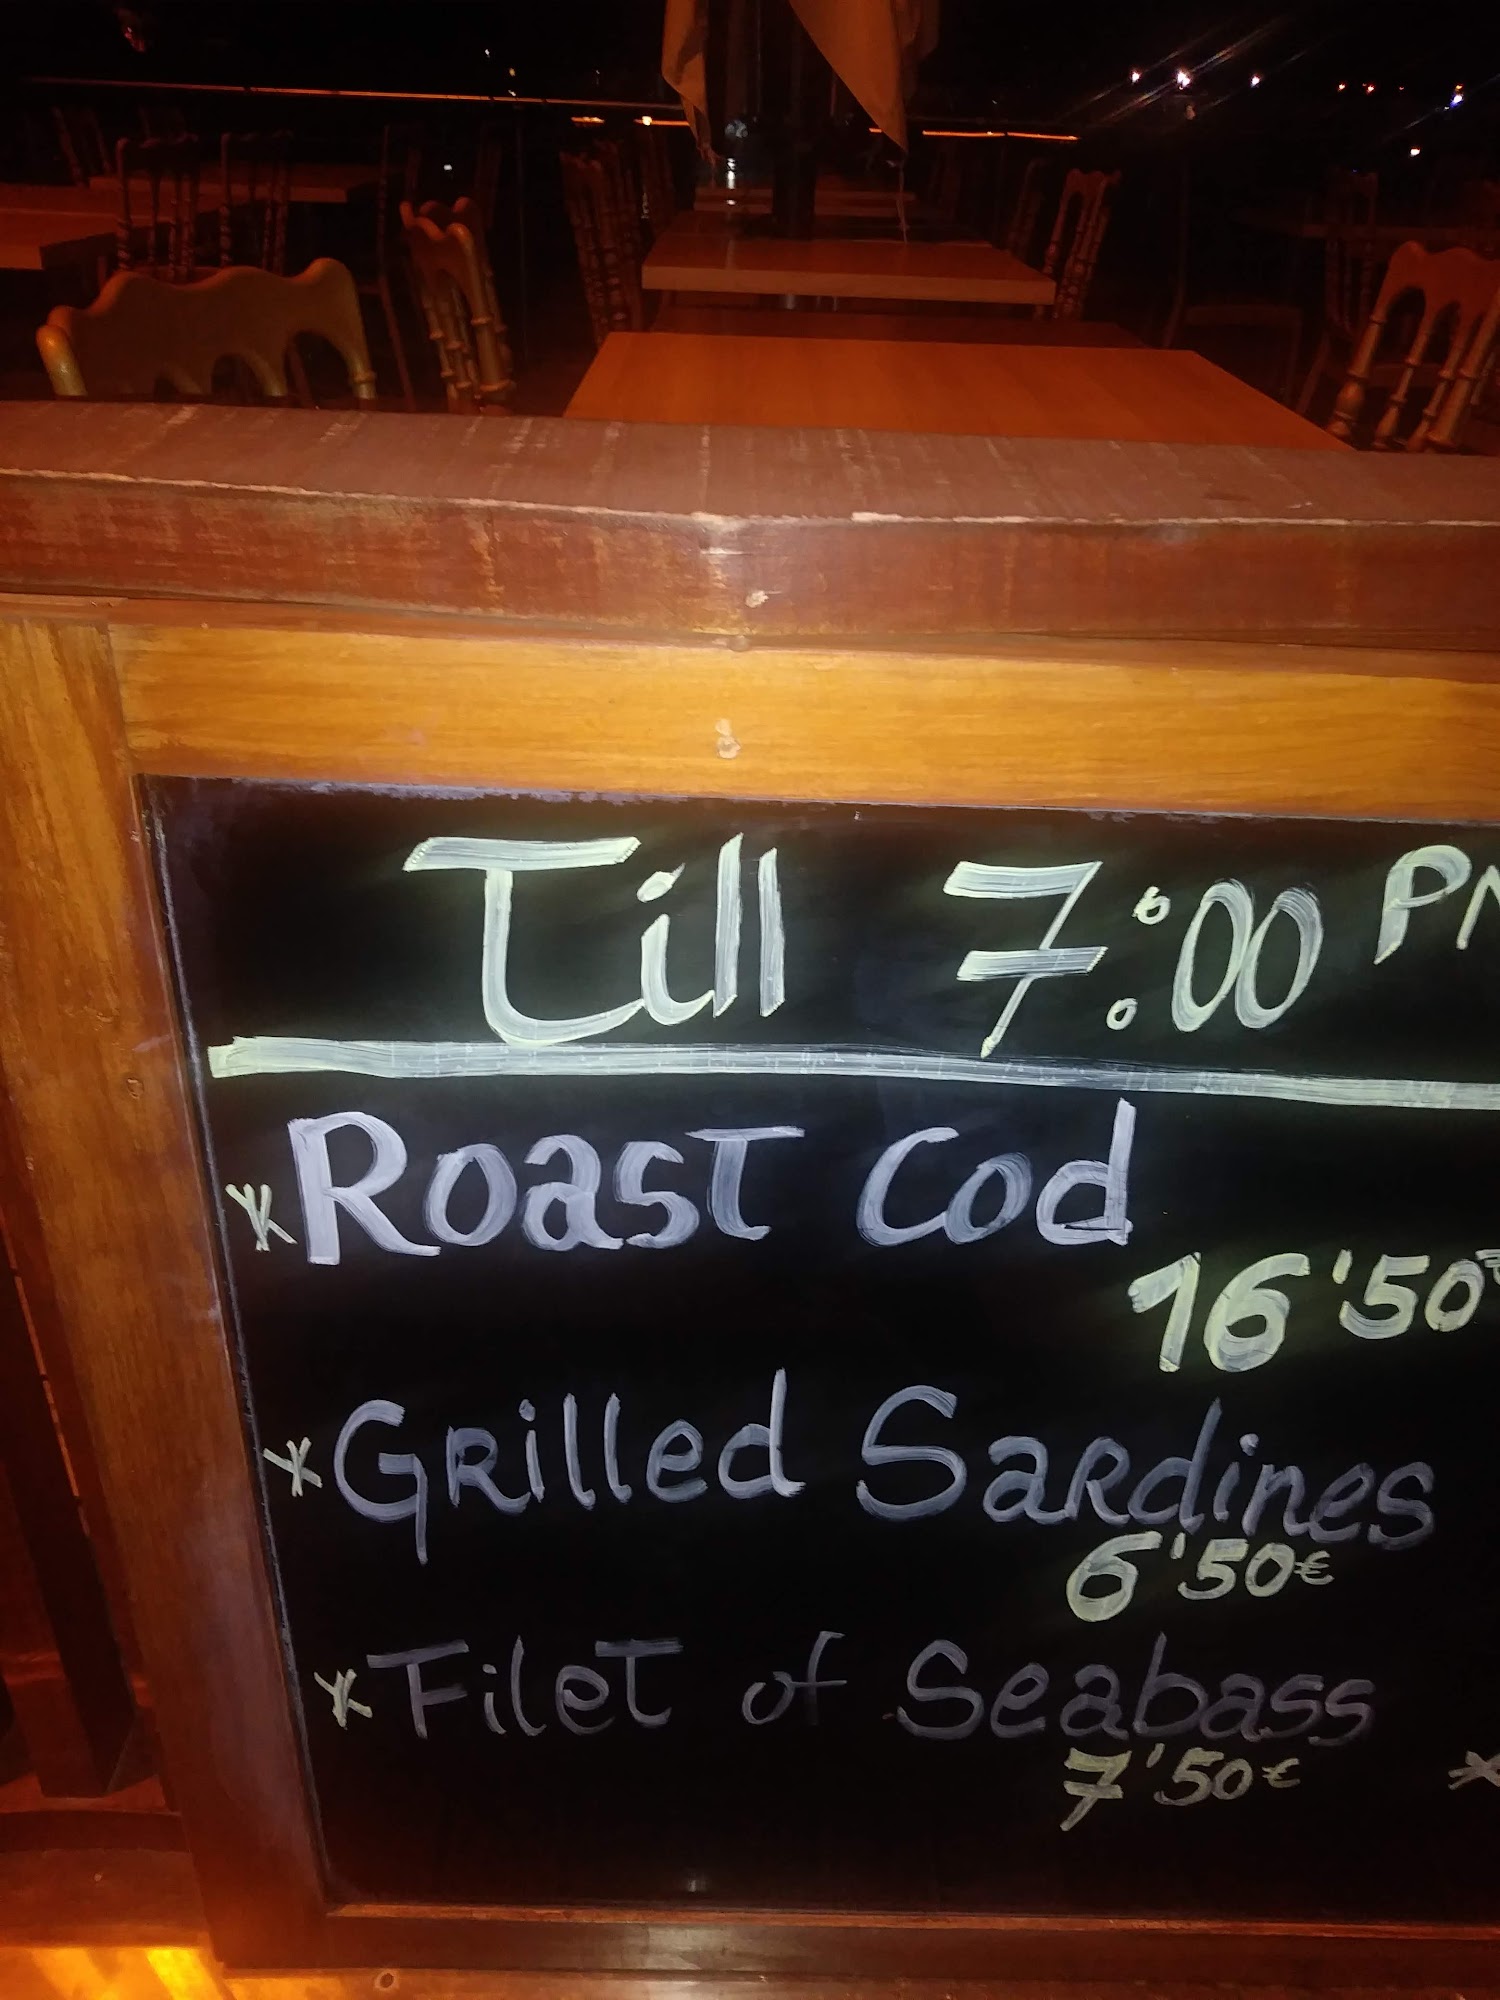 Till 7:00 PM
* Roast Cod
16'50€
* Grilled Sardines
6'50€
* Filet of Seabass
7'50€
*